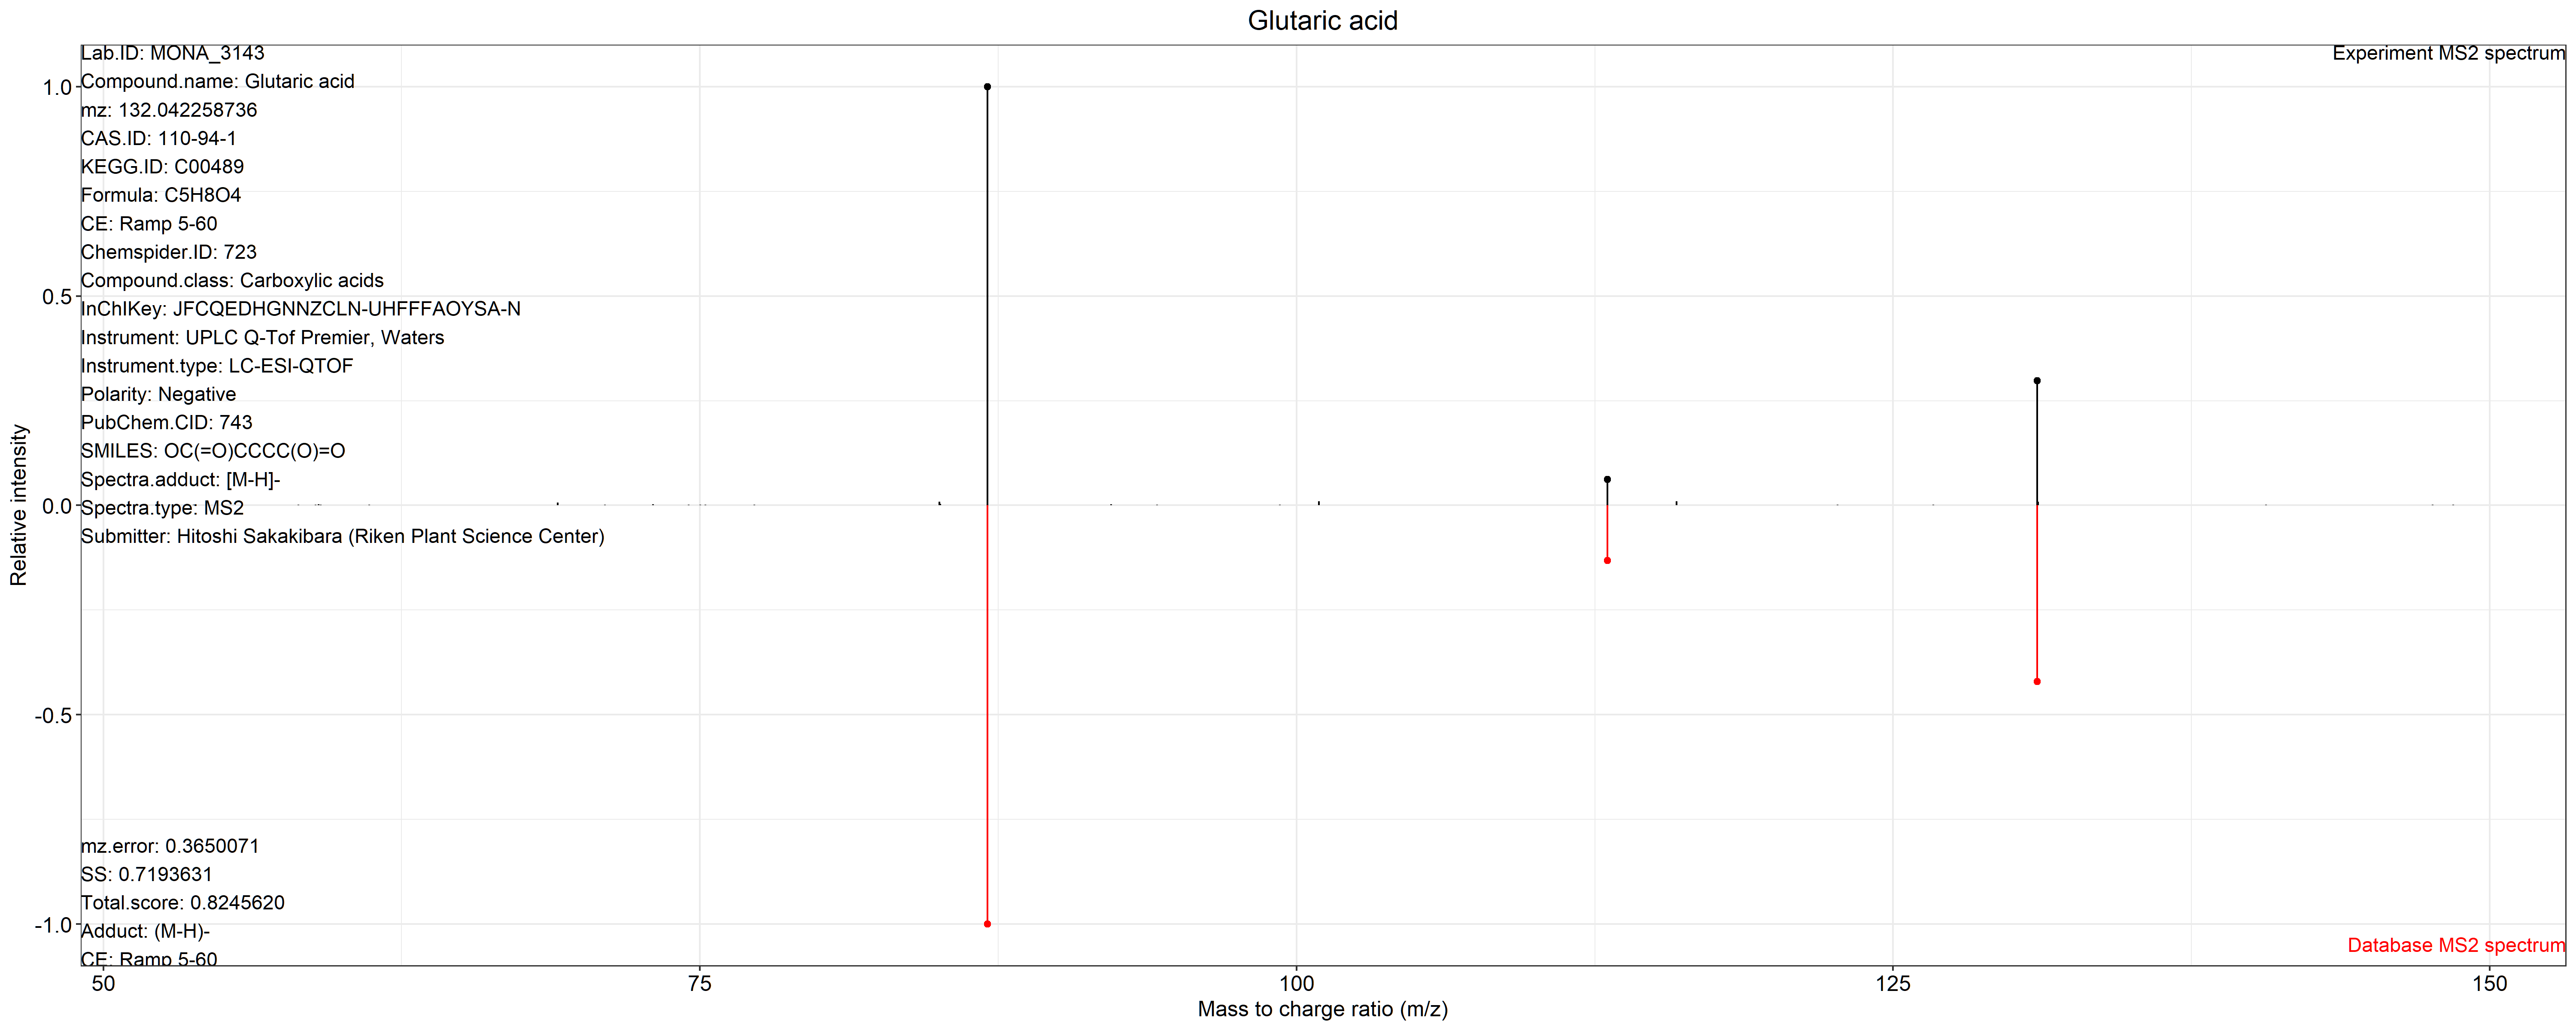 Glutaric acid
Lab.ID: MONA_3143
Experiment MS2 spectrum
Compound.name: Glutaric acid
mz: 132.042258736
CAS.ID: 110-94-1
KEGG.ID: C00489
Formula: C5H8O4
CE: Ramp 5-60
Chemspider.ID: 723
Compound.class: Carboxylic acids
InChIKey: JFCQEDHGNNZCLN-UHFFFAOYSA-N
Instrument: UPLC Q-Tof Premier, Waters
Instrument.type: LC-ESI-QTOF
Polarity: Negative
PubChem.CID: 743
SMILES: OC(=O)CCCC(O)=O
Spectra.adduct: [M-H]-
Spectra.type: MS2
Submitter: Hitoshi Sakakibara (Riken Plant Science Center)
mz.error: 0.3650071
SS: 0.7193631
Total.score: 0.8245620
Adduct: (M-H)-
CE: Ramp 5-60
Database MS2 spectrum
1.0
0.5
0.0
-0.5
-1.0
Relative intensity
50 75 100 125 150
Mass to charge ratio (m/z)